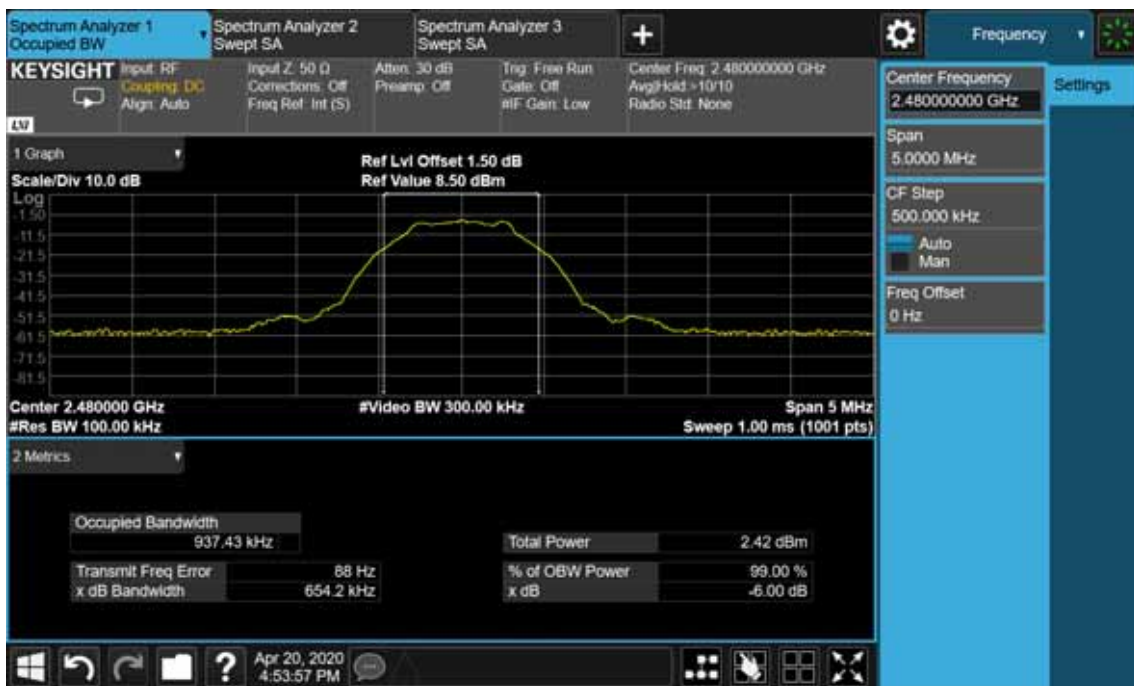 Spectrum Analyzer 1
Occupied BW
Spectrum Analyzer 2
Swept SA
Spectrum Analyzer 3
Swept SA
+
Frequency
KEYSIGHT
Input: RF
Coupling: DC
Align: Auto
Input Z: 50 Ω
Corrections: Off
Freq Ref: Int (S)
Atten: 30 dB
Preamp: Off
Trig: Free Run
Gate: Off
#IF Gain: Low
Center Freq: 2.480000000 GHz
Avg|Hold:>10/10
Radio Std: None
LXI
Center Frequency
2.480000000 GHz
Settings
Span
5.0000 MHz
CF Step
500.000 kHz
Auto
Man
Freq Offset
0 Hz
1 Graph
Scale/Div 10.0 dB
Ref Lvl Offset 1.50 dB
Ref Value 8.50 dBm
Log
-1.50
-11.5
-21.5
-31.5
-41.5
-51.5
-61.5
-71.5
-81.5
Center 2.480000 GHz
#Video BW 300.00 kHz
Span 5 MHz
#Res BW 100.00 kHz
Sweep 1.00 ms (1001 pts)
2 Metrics
Occupied Bandwidth
937.43 kHz
Total Power 2.42 dBm
Transmit Freq Error 88 Hz
% of OBW Power 99.00 %
x dB Bandwidth 654.2 kHz
x dB -6.00 dB
?
Apr 20, 2020
4:53:57 PM